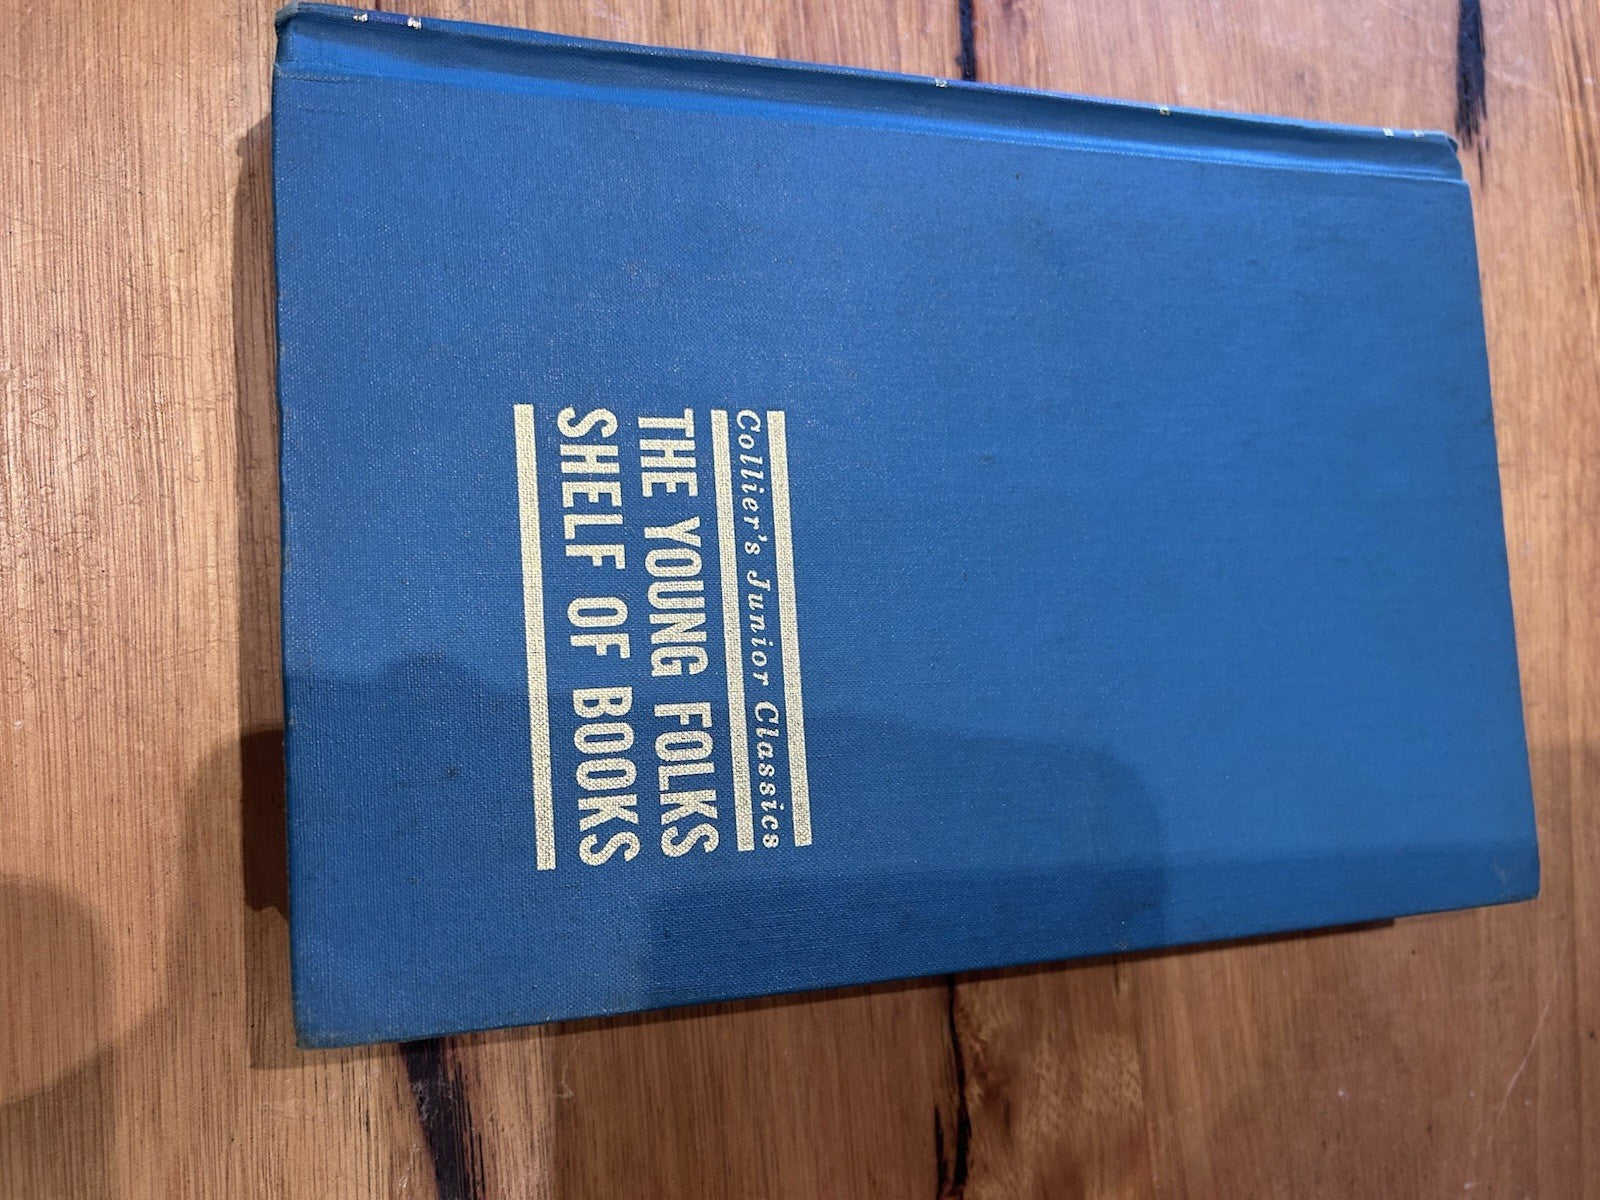 Collier's Junior Classics
THE YOUNG FOLKS
SHELF OF BOOKS